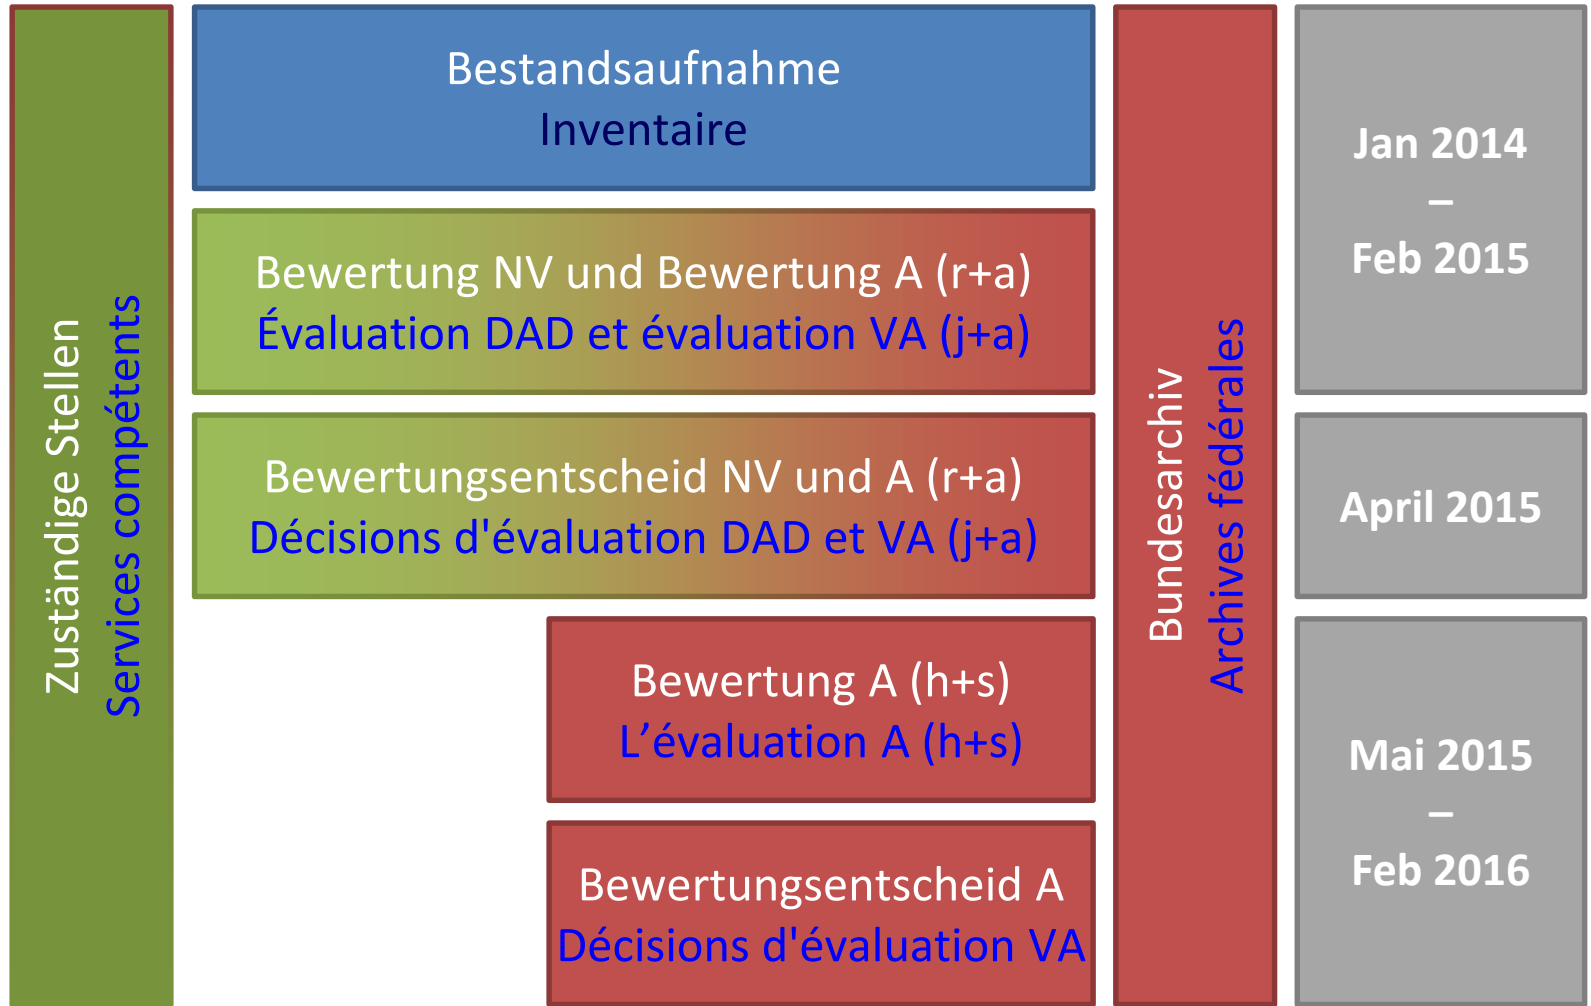 Zuständige Stellen
Services compétents
Bestandsaufnahme
Inventaire
Bewertung NV und Bewertung A (r+a)
Évaluation DAD et évaluation VA (j+a)
Bewertungsentscheid NV und A (r+a)
Décisions d'évaluation DAD et VA (j+a)
Bewertung A (h+s)
L’évaluation A (h+s)
Bewertungsentscheid A
Décisions d'évaluation VA
Bundesarchiv
Archives fédérales
Jan 2014
–
Feb 2015
April 2015
Mai 2015
–
Feb 2016